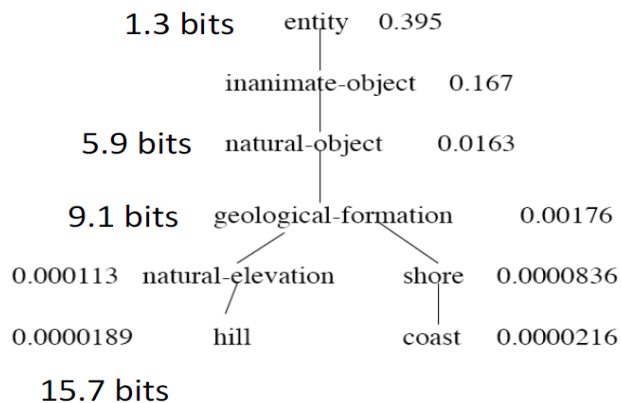 1.3 bits entity 0.395
inanimate-object 0.167
5.9 bits natural-object 0.0163
9.1 bits geological-formation 0.00176
0.000113 natural-elevation shore 0.0000836
0.0000189 hill coast 0.0000216
15.7 bits